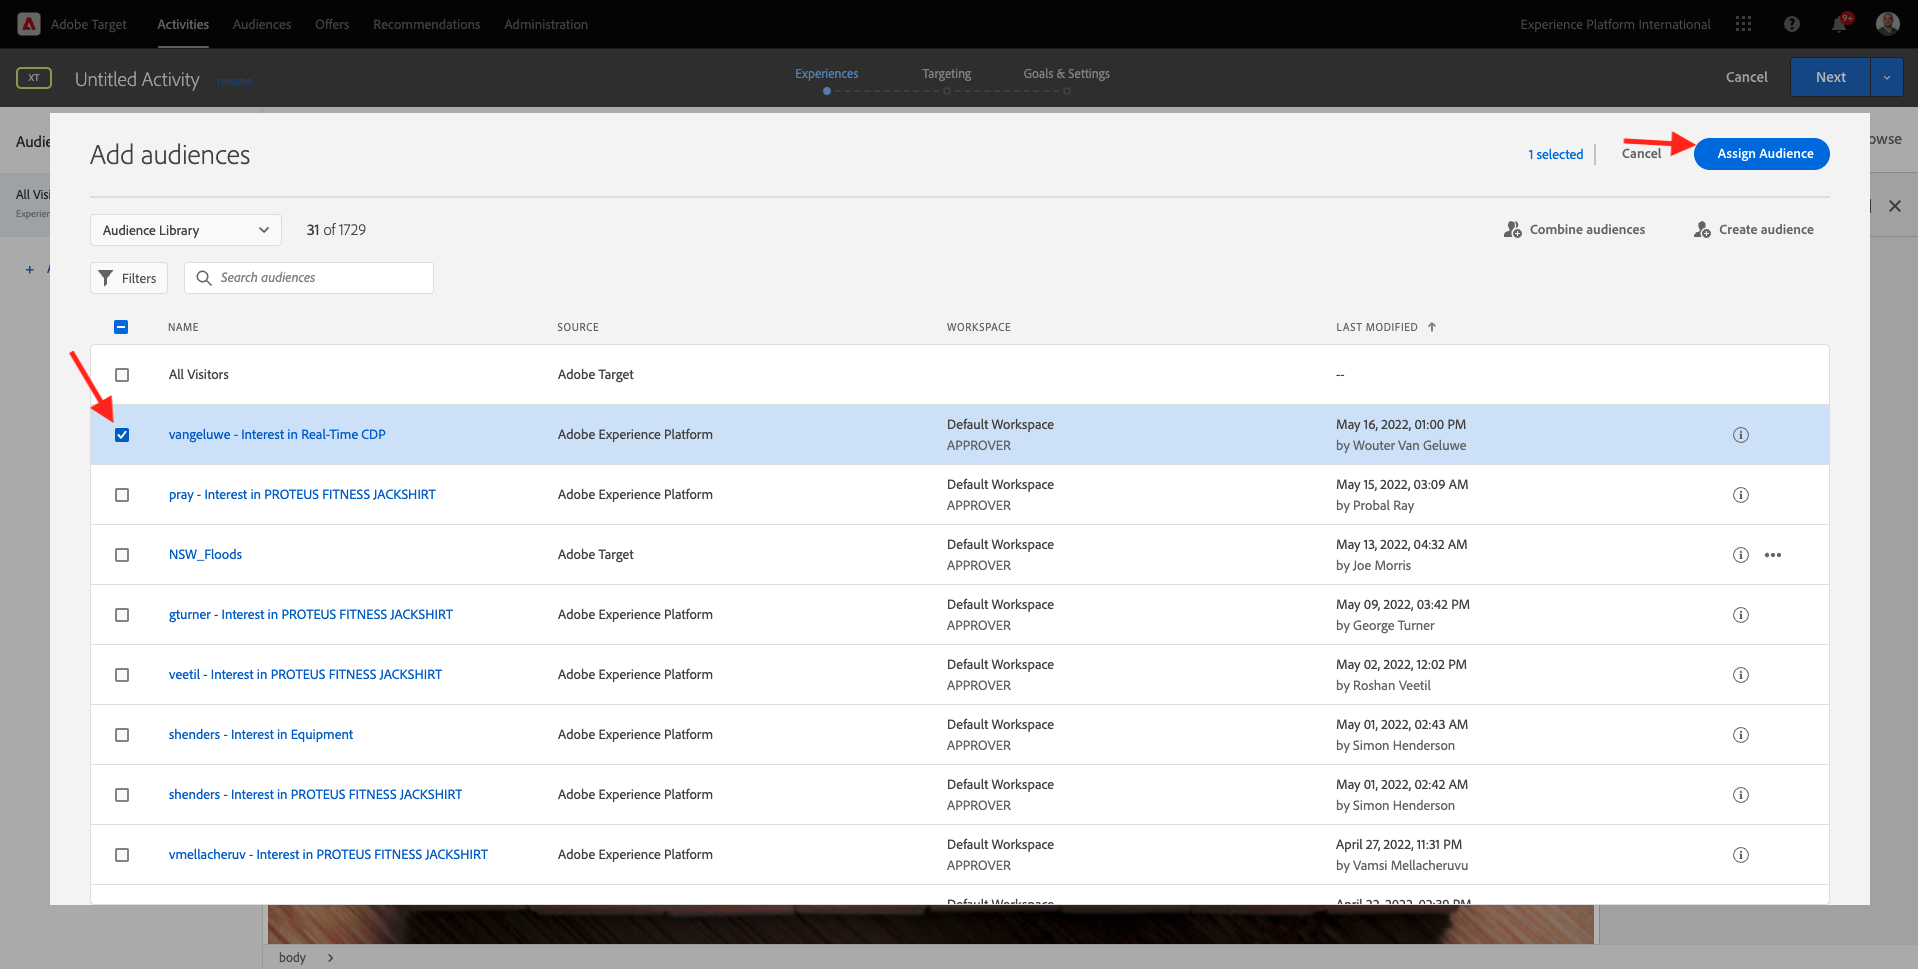 Adobe Target
Activities
Audiences
Offers
Recommendations
Administration
Experience Platform International
9+
XT
Untitled Activity
rename
Experiences
Targeting
Goals & Settings
Cancel
Next
Audie
owse
All Visi
Experien
+
Add audiences
1 selected
Cancel
Assign Audience
Audience Library
31 of 1729
Combine audiences
Create audience
Filters
Search audiences
NAME
SOURCE
WORKSPACE
LAST MODIFIED
All Visitors
Adobe Target
--
vangeluwe - Interest in Real-Time CDP
Adobe Experience Platform
Default Workspace
APPROVER
May 16, 2022, 01:00 PM
by Wouter Van Geluwe
pray - Interest in PROTEUS FITNESS JACKSHIRT
Adobe Experience Platform
Default Workspace
APPROVER
May 15, 2022, 03:09 AM
by Probal Ray
NSW_Floods
Adobe Target
Default Workspace
APPROVER
May 13, 2022, 04:32 AM
by Joe Morris
gturner - Interest in PROTEUS FITNESS JACKSHIRT
Adobe Experience Platform
Default Workspace
APPROVER
May 09, 2022, 03:42 PM
by George Turner
veetil - Interest in PROTEUS FITNESS JACKSHIRT
Adobe Experience Platform
Default Workspace
APPROVER
May 02, 2022, 12:02 PM
by Roshan Veetil
shenders - Interest in Equipment
Adobe Experience Platform
Default Workspace
APPROVER
May 01, 2022, 02:43 AM
by Simon Henderson
shenders - Interest in PROTEUS FITNESS JACKSHIRT
Adobe Experience Platform
Default Workspace
APPROVER
May 01, 2022, 02:42 AM
by Simon Henderson
vmellacheruv - Interest in PROTEUS FITNESS JACKSHIRT
Adobe Experience Platform
Default Workspace
APPROVER
April 27, 2022, 11:31 PM
by Vamsi Mellacheruvu
Default Workspace
April 22, 2022, 02:39 PM
body